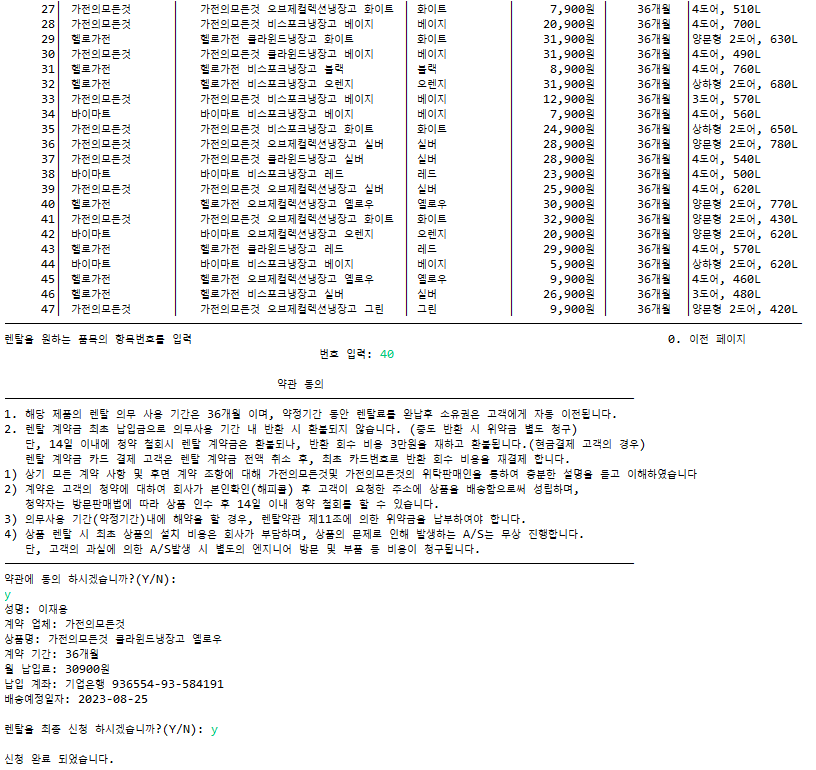 27 가전의모든것 가전의모든것 오브제컬렉션냉장고 화이트 화이트 7,900원 36개월 4도어, 510L
28 가전의모든것 가전의모든것 비스포크냉장고 베이지 베이지 5,900원 36개월 4도어, 700L
29 헬로가전 헬로가전 클라윈드냉장고 화이트 화이트 31,900원 36개월 양문형 2도어, 630L
30 가전의모든것 가전의모든것 클라윈드냉장고 베이지 베이지 31,900원 36개월 4도어, 490L
31 헬로가전 헬로가전 비스포크냉장고 블랙 블랙 8,900원 36개월 4도어, 760L
32 헬로가전 헬로가전 비스포크냉장고 오렌지 오렌지 31,900원 36개월 상하형 2도어, 680L
33 가전의모든것 가전의모든것 비스포크냉장고 베이지 베이지 12,900원 36개월 3도어, 570L
34 바이마트 바이마트 비스포크냉장고 베이지 베이지 7,900원 36개월 4도어, 560L
35 가전의모든것 가전의모든것 비스포크냉장고 화이트 화이트 24,900원 36개월 상하형 2도어, 650L
36 가전의모든것 가전의모든것 오브제컬렉션냉장고 실버 실버 28,900원 36개월 양문형 2도어, 780L
37 가전의모든것 가전의모든것 클라윈드냉장고 실버 실버 28,900원 36개월 4도어, 540L
38 바이마트 바이마트 비스포크냉장고 레드 레드 23,900원 36개월 4도어, 500L
39 가전의모든것 가전의모든것 오브제컬렉션냉장고 실버 실버 25,900원 36개월 4도어, 620L
40 헬로가전 헬로가전 오브제컬렉션냉장고 옐로우 옐로우 30,900원 36개월 양문형 2도어, 770L
41 가전의모든것 가전의모든것 오브제컬렉션냉장고 화이트 화이트 32,900원 36개월 양문형 2도어, 430L
42 바이마트 바이마트 오브제컬렉션냉장고 오렌지 오렌지 20,900원 36개월 양문형 2도어, 620L
43 헬로가전 헬로가전 클라윈드냉장고 레드 레드 29,900원 36개월 4도어, 570L
44 바이마트 바이마트 비스포크냉장고 베이지 베이지 5,900원 36개월 상하형 2도어, 620L
45 헬로가전 헬로가전 오브제컬렉션냉장고 옐로우 옐로우 9,900원 36개월 4도어, 460L
46 헬로가전 헬로가전 비스포크냉장고 실버 실버 26,900원 36개월 3도어, 480L
47 가전의모든것 가전의모든것 오브제컬렉션냉장고 그린 그린 9,900원 36개월 양문형 2도어, 420L
렌탈을 원하는 품목의 항목번호를 입력 0. 이전 페이지
번호 입력: 40
약관 동의
1. 해당 제품의 렌탈 의무 사용 기간은 36개월 이며, 약정기간 동안 렌탈료를 완납후 소유권은 고객에게 자동 이전됩니다.
2. 렌탈 계약금 최초 납입금으로 의무사용 기간 내 반환 시 환불되지 않습니다. (중도 반환 시 위약금 별도 청구)
단, 14일 이내에 청약 철회시 렌탈 계약금은 환불되나, 반환 회수 비용 3만원을 재하고 환불됩니다.(현금결제 고객의 경우)
렌탈 계약금 카드 결제 고객은 렌탈 계약금 전액 취소 후, 최초 카드번호로 반환 회수 비용을 재결제 합니다.
1) 상기 모든 계약 사항 및 후면 계약 조항에 대해 가전의모든것및 가전의모든것의 위탁판매인을 통하여 충분한 설명을 듣고 이해하였습니다
2) 계약은 고객의 청약에 대하여 회사가 본인확인(해피콜) 후 고객이 요청한 주소에 상품을 배송함으로써 성립하며,
청약자는 방문판매법에 따라 상품 인수 후 14일 이내 청약 철회를 할 수 있습니다.
3) 의무사용 기간(약정기간)내에 해약을 할 경우, 렌탈약관 제11조에 의한 위약금을 납부하여야 합니다.
4) 상품 렌탈 시 최초 상품의 설치 비용은 회사가 부담하며, 상품의 문제로 인해 발생하는 A/S는 무상 진행합니다.
단, 고객의 과실에 의한 A/S발생 시 별도의 엔지니어 방문 및 부품 등 비용이 청구됩니다.
약관에 동의 하시겠습니까?(Y/N):
y
성명: 이재용
계약 업체: 가전의모든것
상품명: 가전의모든것 클라윈드냉장고 옐로우
계약 기간: 36개월
월 납입료: 30900원
납입 계좌: 기업은행 936554-93-584191
배송예정일자: 2023-08-25
렌탈을 최종 신청 하시겠습니까?(Y/N): y
신청 완료 되었습니다.